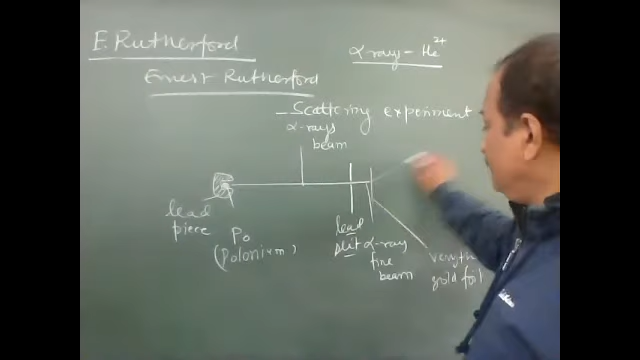 E. Rutherford
α rays - He²⁺
Ernest Rutherford
- Scattering experiment
α-rays
beam
lead
piece
Po
(Polonium)
lead
slit
α-ray
fine
beam
gold foil